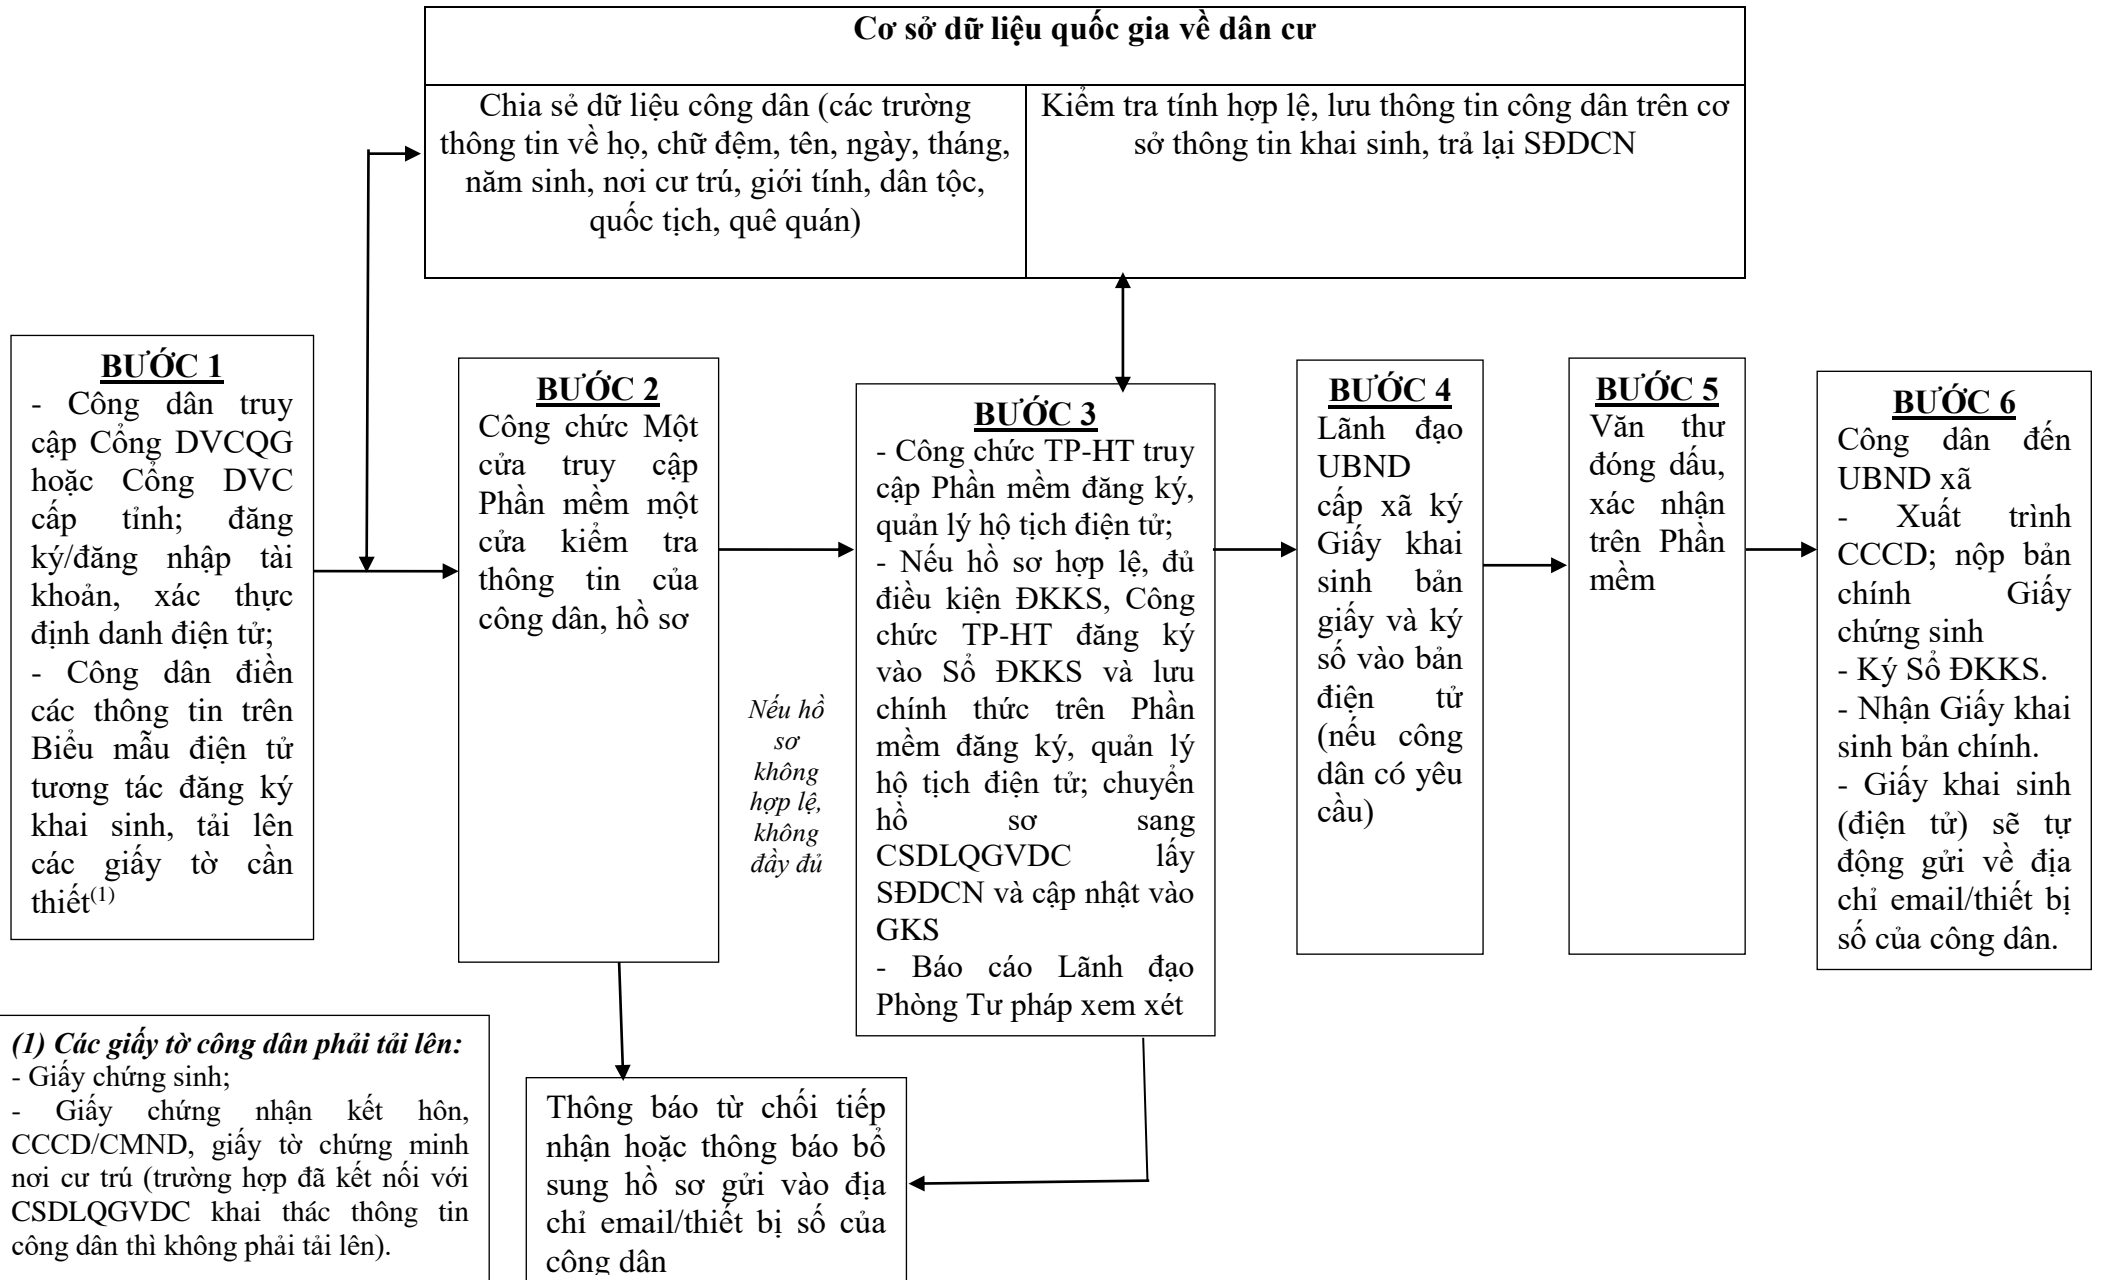 Cơ sở dữ liệu quốc gia về dân cư
Chia sẻ dữ liệu công dân (các trường
thông tin về họ, chữ đệm, tên, ngày, tháng,
năm sinh, nơi cư trú, giới tính, dân tộc,
quốc tịch, quê quán)
Kiểm tra tính hợp lệ, lưu thông tin công dân trên cơ
sở thông tin khai sinh, trả lại SĐDCN
BƯỚC 1
- Công dân truy
cập Cổng DVCQG
hoặc Cổng DVC
cấp tỉnh; đăng
ký/đăng nhập tài
khoản, xác thực
định danh điện tử;
- Công dân điền
các thông tin trên
Biểu mẫu điện tử
tương tác đăng ký
khai sinh, tải lên
các giấy tờ cần
thiết(1)
BƯỚC 2
Công chức Một
cửa truy cập
Phần mềm một
cửa kiểm tra
thông tin của
công dân, hồ sơ
Nếu hồ
sơ
không
hợp lệ,
không
đầy đủ
BƯỚC 3
- Công chức TP-HT truy
cập Phần mềm đăng ký,
quản lý hộ tịch điện tử;
- Nếu hồ sơ hợp lệ, đủ
điều kiện ĐKKS, Công
chức TP-HT đăng ký
vào Sổ ĐKKS và lưu
chính thức trên Phần
mềm đăng ký, quản lý
hộ tịch điện tử; chuyển
hồ sơ sang
CSDLQGVDC lấy
SĐDCN và cập nhật vào
GKS
- Báo cáo Lãnh đạo
Phòng Tư pháp xem xét
BƯỚC 4
Lãnh đạo
UBND
cấp xã ký
Giấy khai
sinh bản
giấy và ký
số vào bản
điện tử
(nếu công
dân có yêu
cầu)
BƯỚC 5
Văn thư
đóng dấu,
xác nhận
trên Phần
mềm
BƯỚC 6
Công dân đến
UBND xã
- Xuất trình
CCCD; nộp bản
chính Giấy
chứng sinh
- Ký Sổ ĐKKS.
- Nhận Giấy khai
sinh bản chính.
- Giấy khai sinh
(điện tử) sẽ tự
động gửi về địa
chỉ email/thiết bị
số của công dân.
(1) Các giấy tờ công dân phải tải lên:
- Giấy chứng sinh;
- Giấy chứng nhận kết hôn,
CCCD/CMND, giấy tờ chứng minh
nơi cư trú (trường hợp đã kết nối với
CSDLQGVDC khai thác thông tin
công dân thì không phải tải lên).
Thông báo từ chối tiếp
nhận hoặc thông báo bổ
sung hồ sơ gửi vào địa
chỉ email/thiết bị số của
công dân